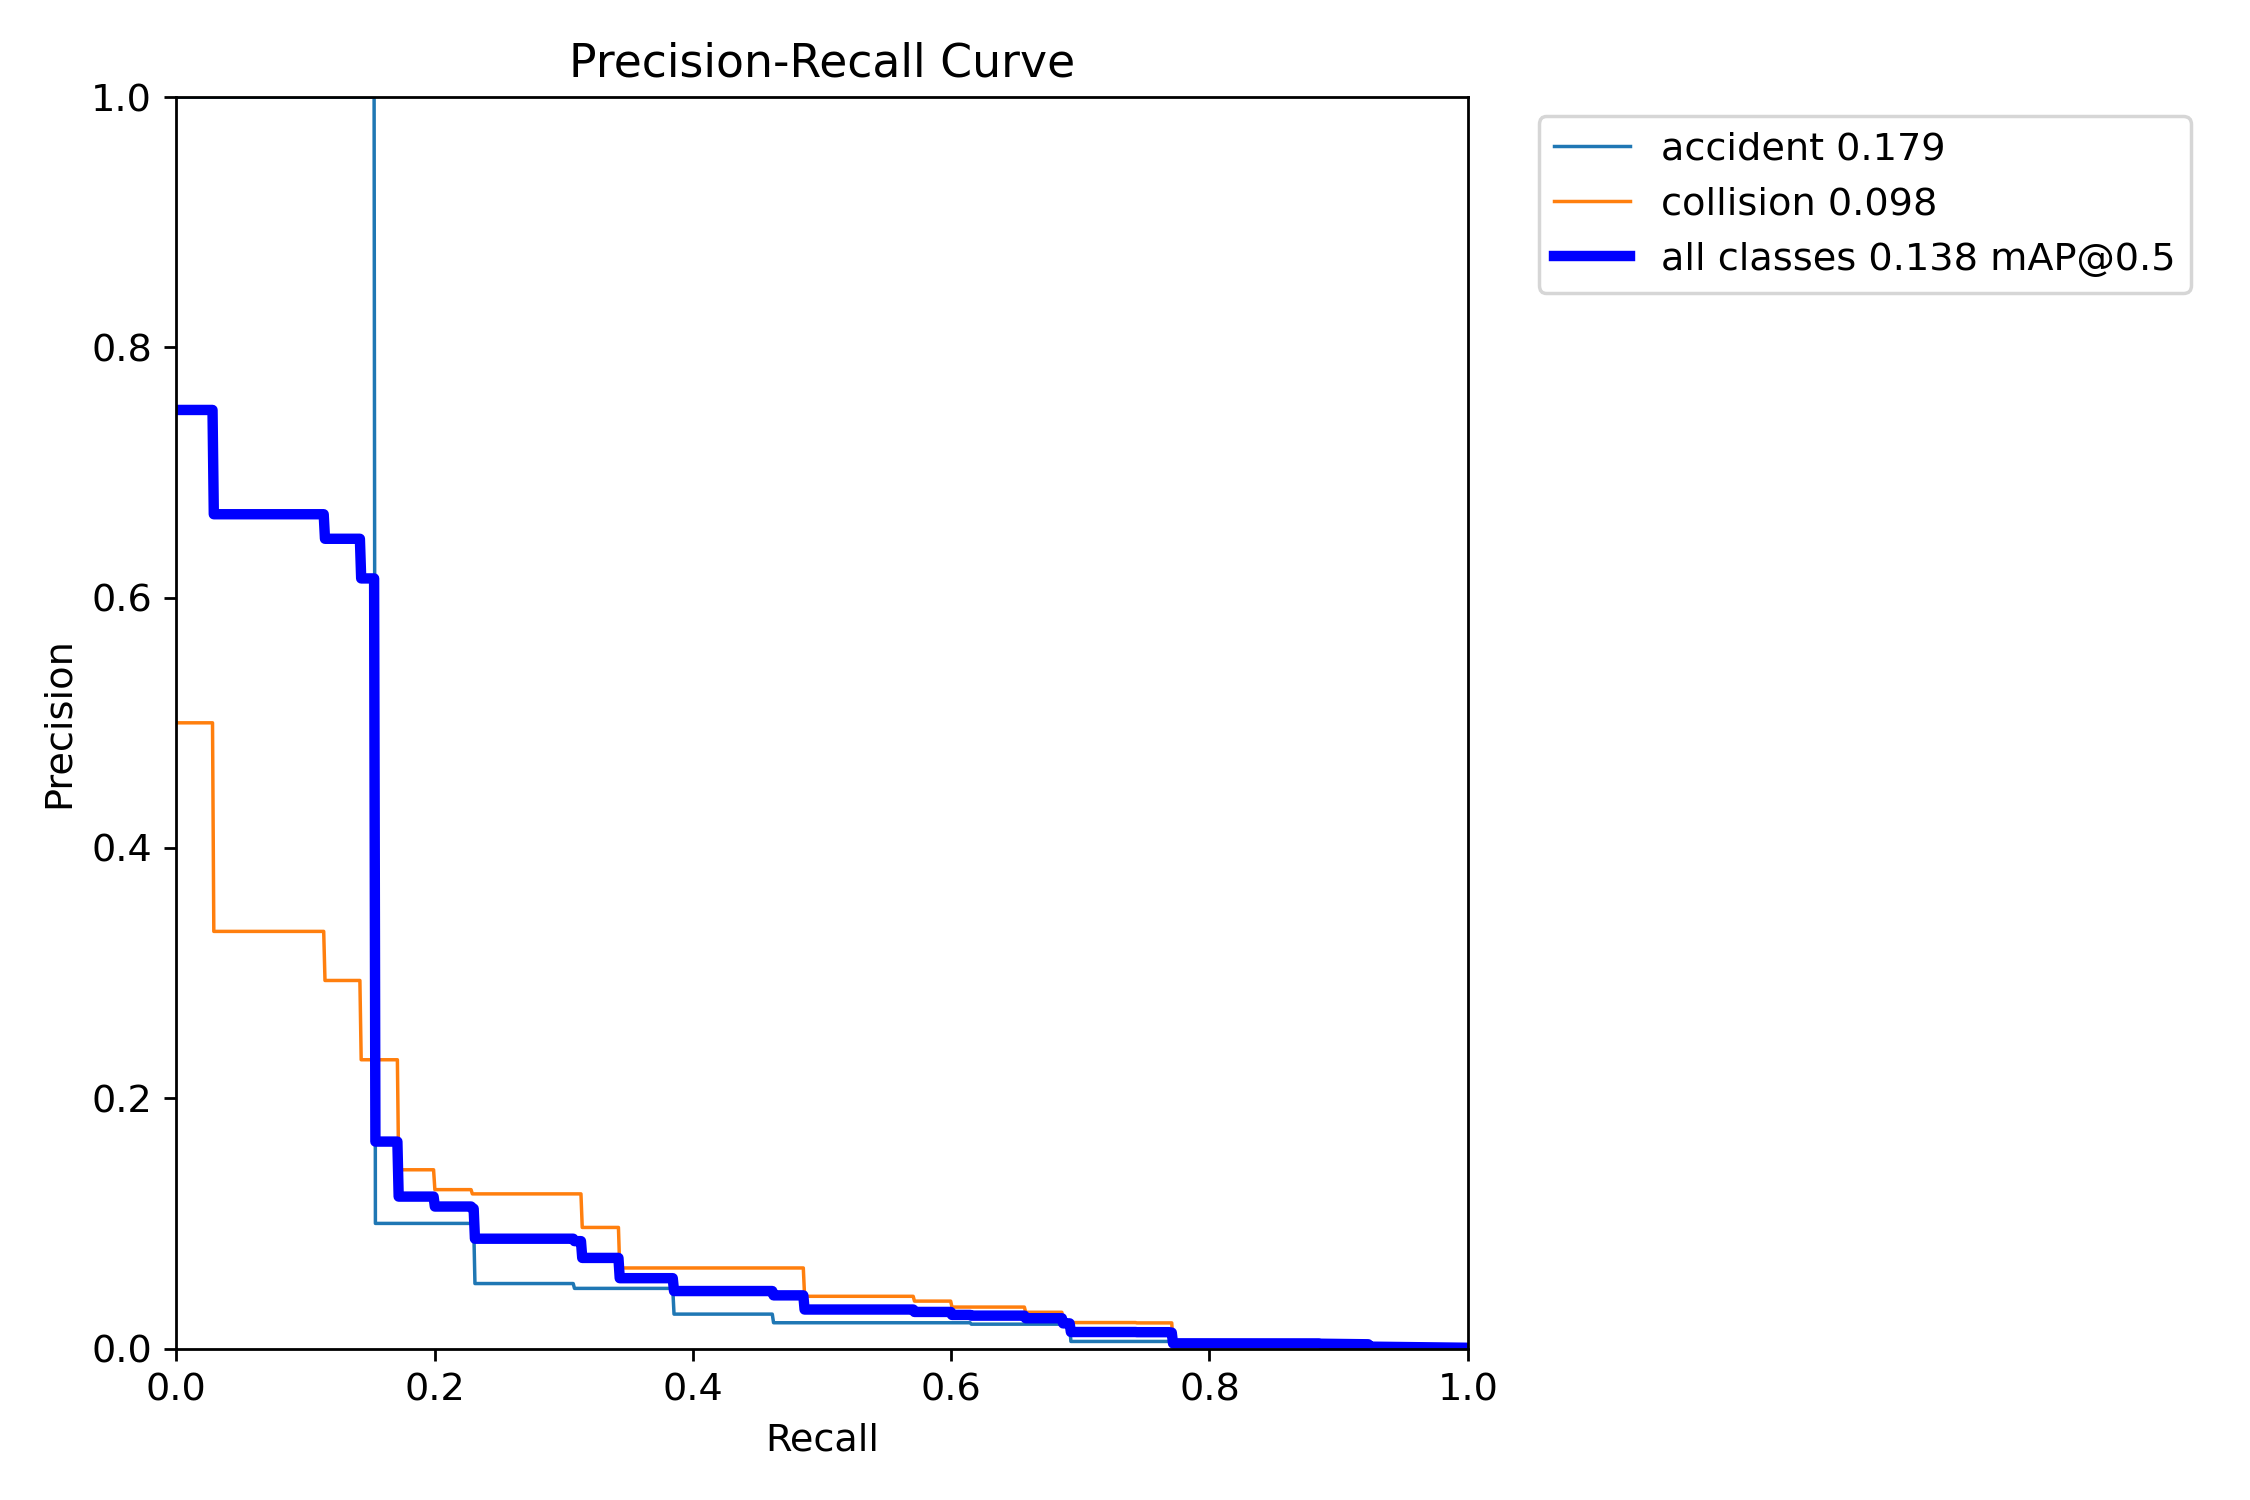 Precision-Recall Curve
1.0
0.8
0.6
0.4
0.2
0.0
Precision
0.0 0.2 0.4 0.6 0.8 1.0
Recall
accident 0.179
collision 0.098
all classes 0.138 mAP@0.5